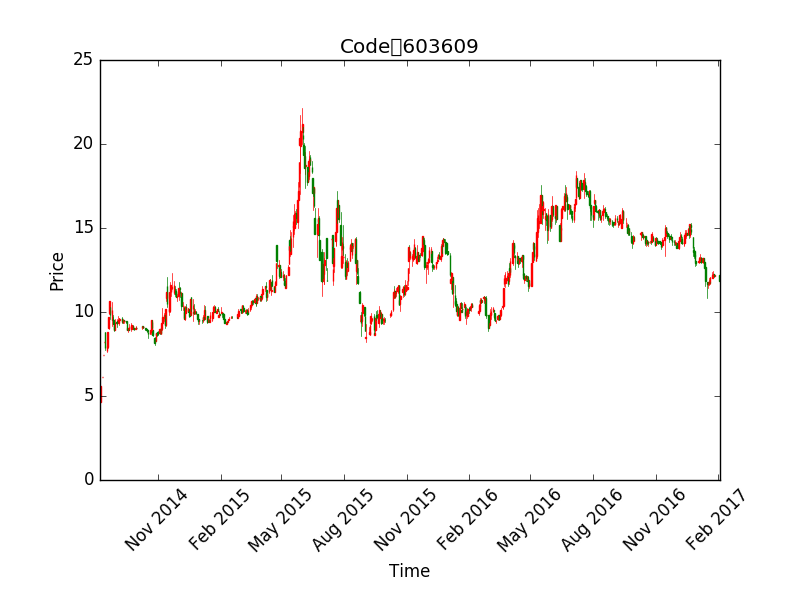 Code▯603609
25
20
15
10
5
0
Price
Nov 2014
Feb 2015
May 2015
Aug 2015
Nov 2015
Feb 2016
May 2016
Aug 2016
Nov 2016
Feb 2017
Time